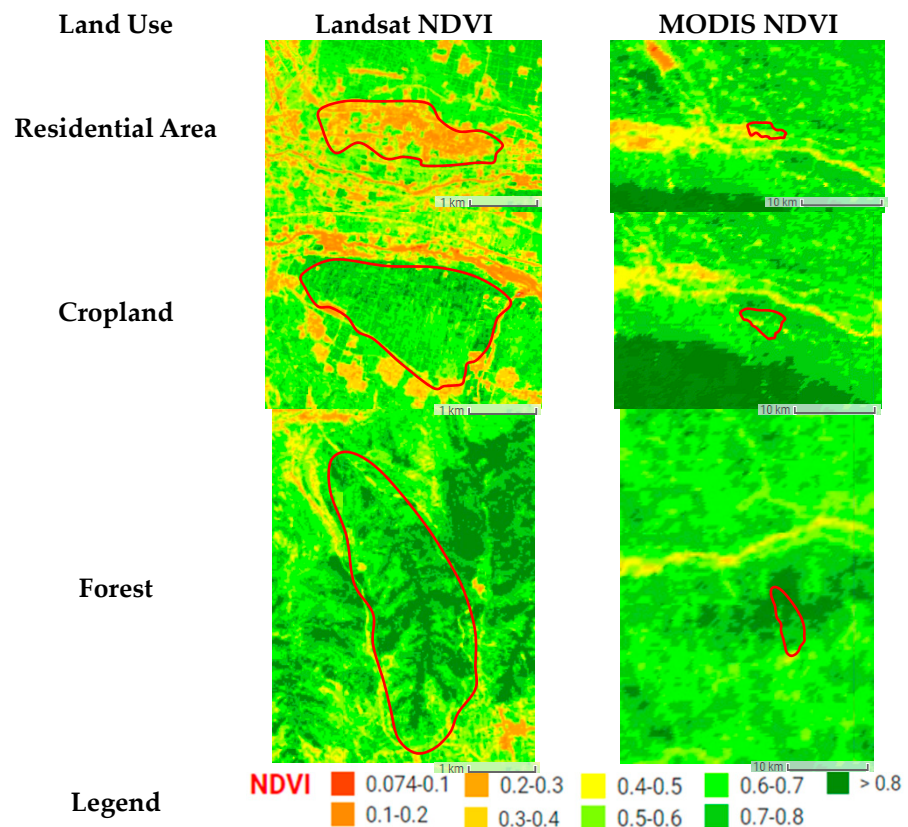 Land Use Landsat NDVI MODIS NDVI
Residential Area
1 km 10 km
Cropland
1 km 10 km
Forest
1 km 10 km
NDVI 0.074-0.1 0.2-0.3 0.4-0.5 0.6-0.7 > 0.8
Legend
0.1-0.2 0.3-0.4 0.5-0.6 0.7-0.8